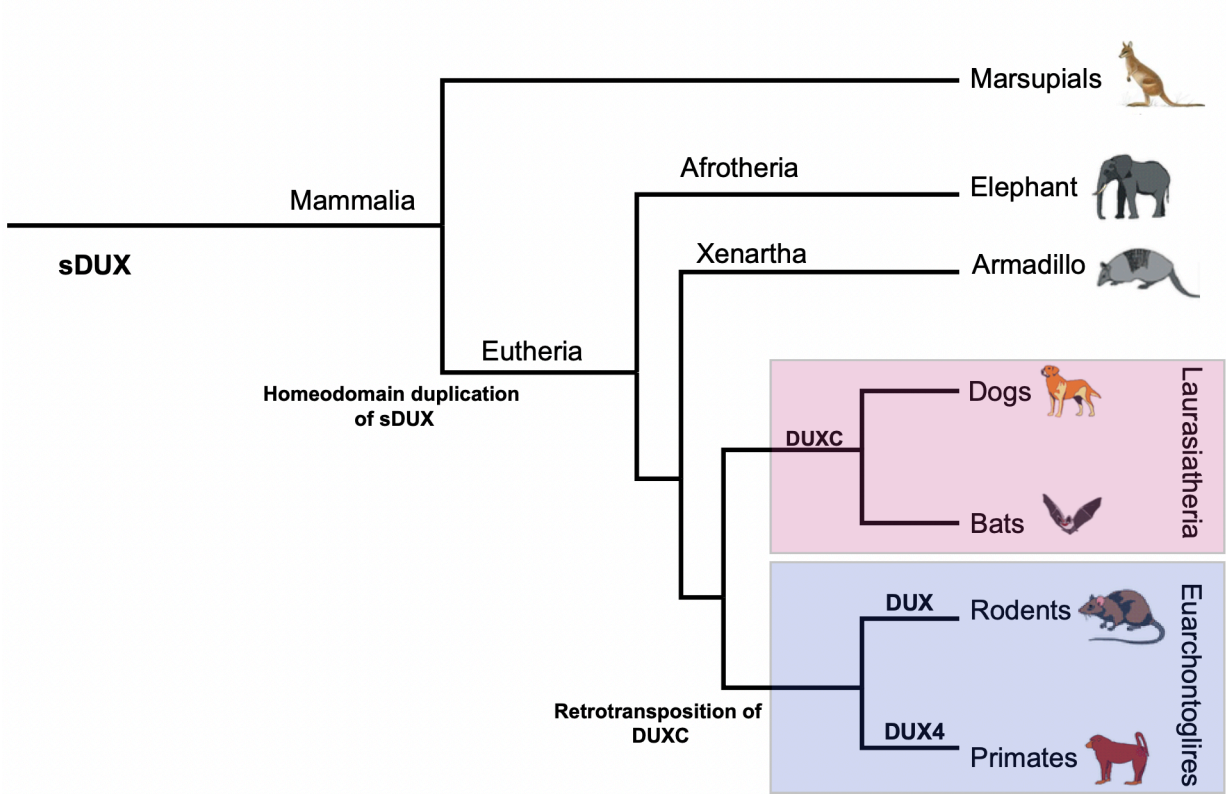 Marsupials
Afrotheria
Elephant
Mammalia
Xenartha
Armadillo
sDUX
Eutheria
Homeodomain duplication
of sDUX
Dogs
DUXC
Laurasiatheria
Bats
DUX
Rodents
Euarchontoglires
Retrotransposition of
DUXC
DUX4
Primates